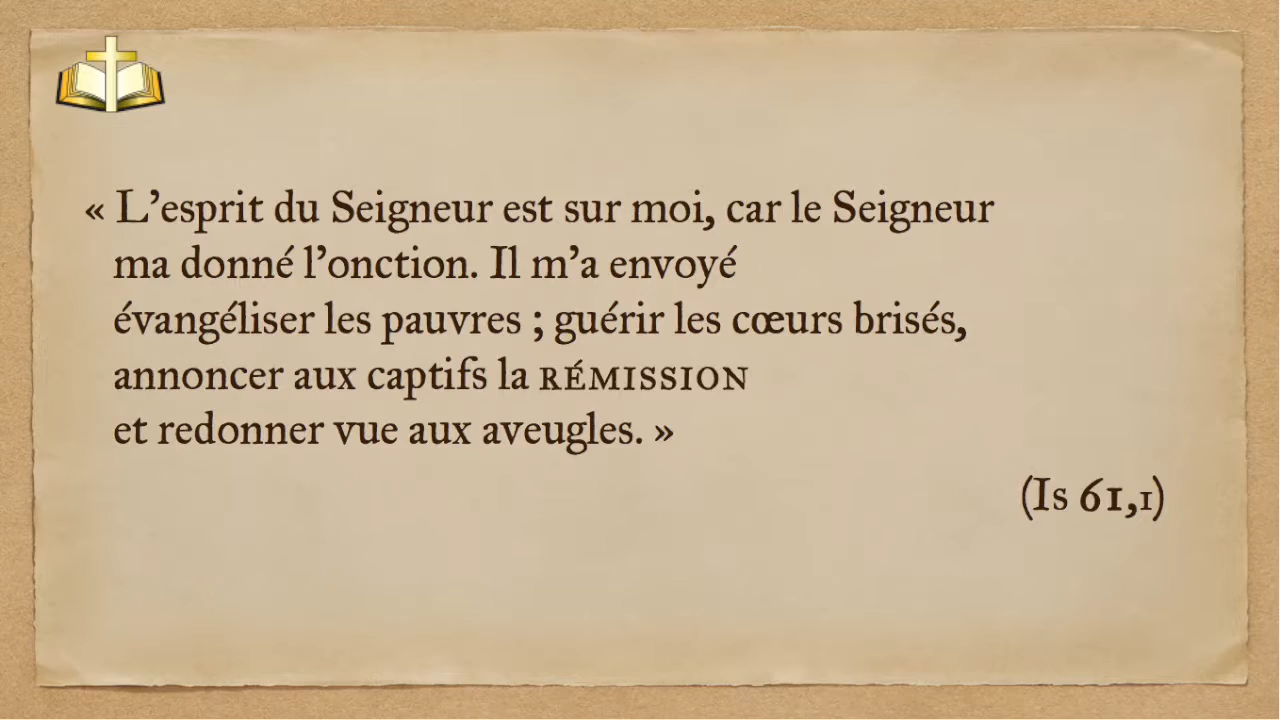 « L’esprit du Seigneur est sur moi, car le Seigneur
ma donné l’onction. Il m’a envoyé
évangéliser les pauvres ; guérir les cœurs brisés,
annoncer aux captifs la RÉMISSION
et redonner vue aux aveugles. »
(Is 61,1)